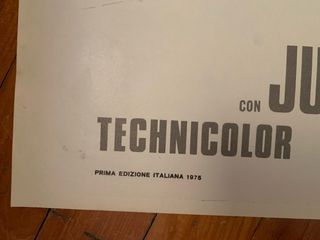 CON JU
TECHNICOLOR
PRIMA EDIZIONE ITALIANA 1975